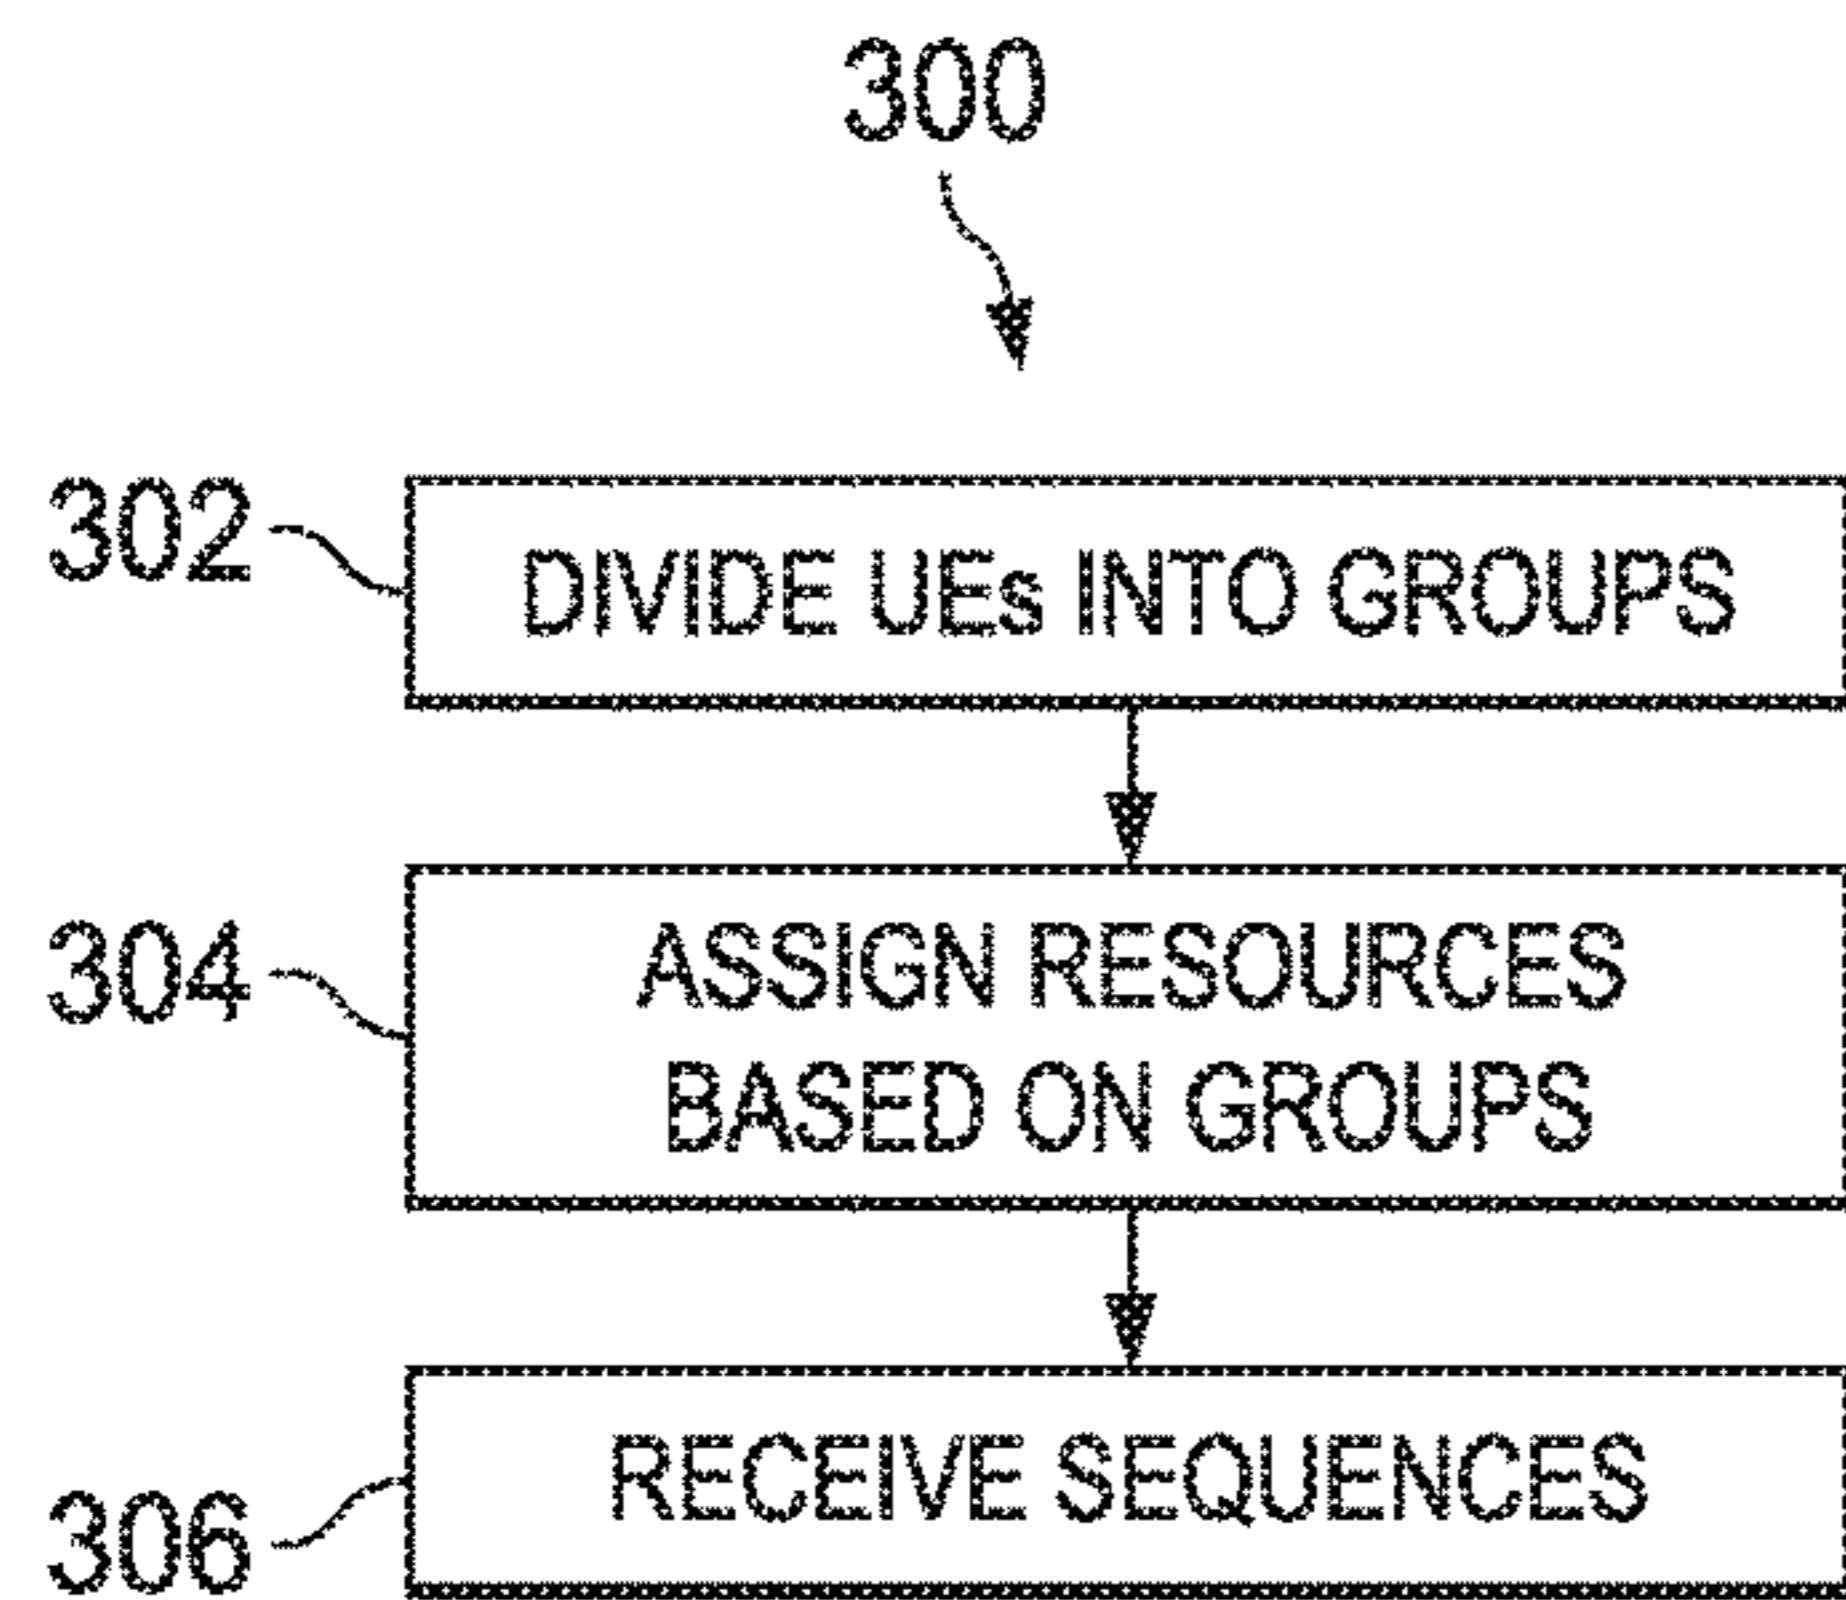 300
302
DIVIDE UEs INTO GROUPS
304
ASSIGN RESOURCES
BASED ON GROUPS
306
RECEIVE SEQUENCES